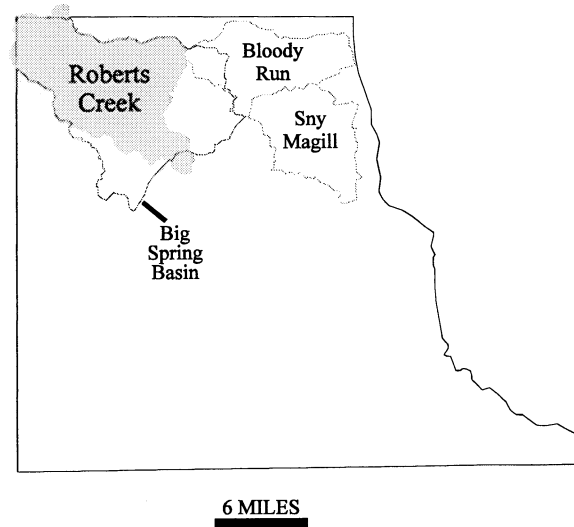 Bloody
Run
Roberts
Creek
Sny
Magill
Big
Spring
Basin
6 MILES